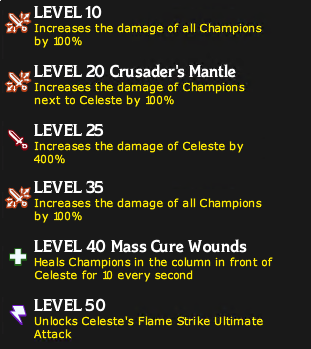 LEVEL 10
Increases the damage of all Champions
by 100%
LEVEL 20 Crusader's Mantle
Increases the damage of Champions
next to Celeste by 100%
LEVEL 25
Increases the damage of Celeste by
400%
LEVEL 35
Increases the damage of all Champions
by 100%
LEVEL 40 Mass Cure Wounds
Heals Champions in the column in front of
Celeste for 10 every second
LEVEL 50
Unlocks Celeste's Flame Strike Ultimate
Attack